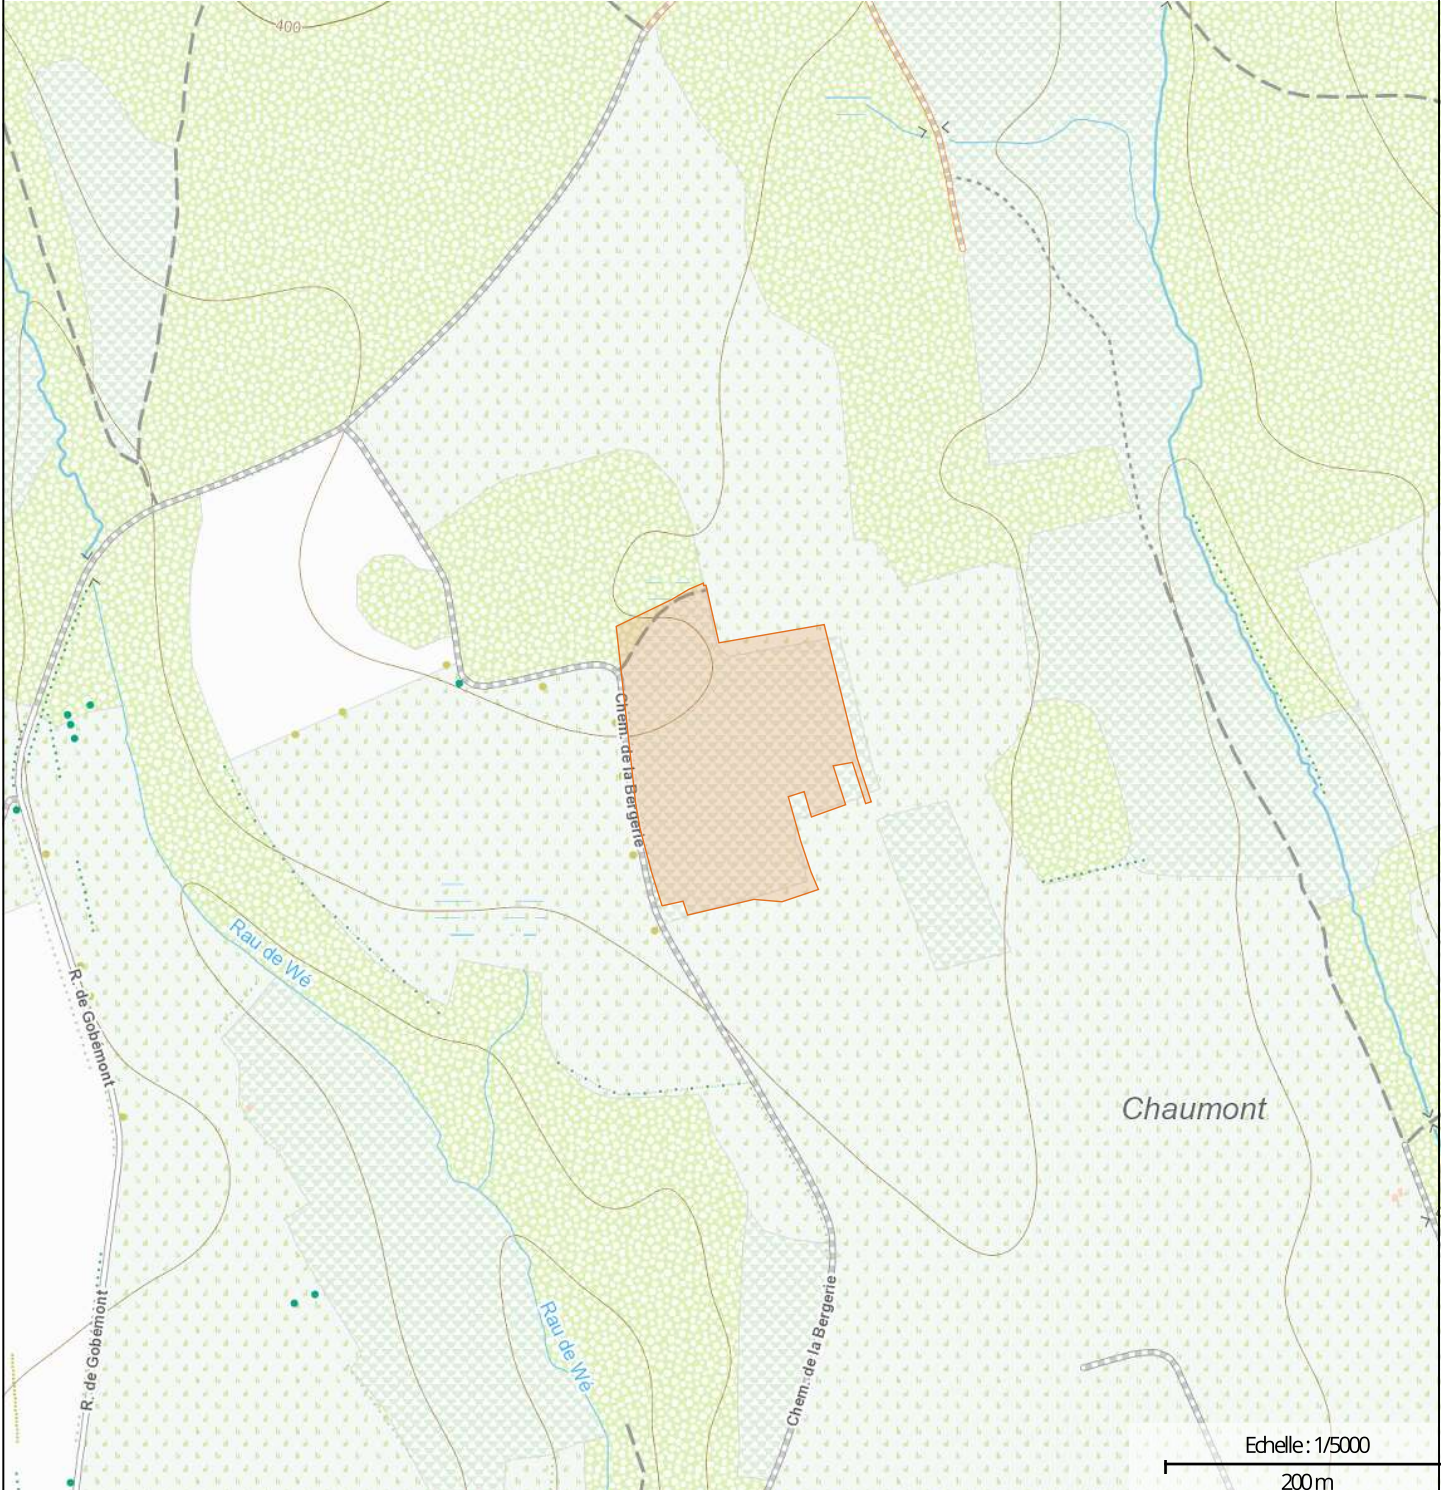 400
Chem. de la Bergerie
Rau de Wé
R. de Gobémont
Chaumont
Rau de Wé
R. de Gobémont
Chem. de la Bergerie
Echelle : 1/5000
200 m